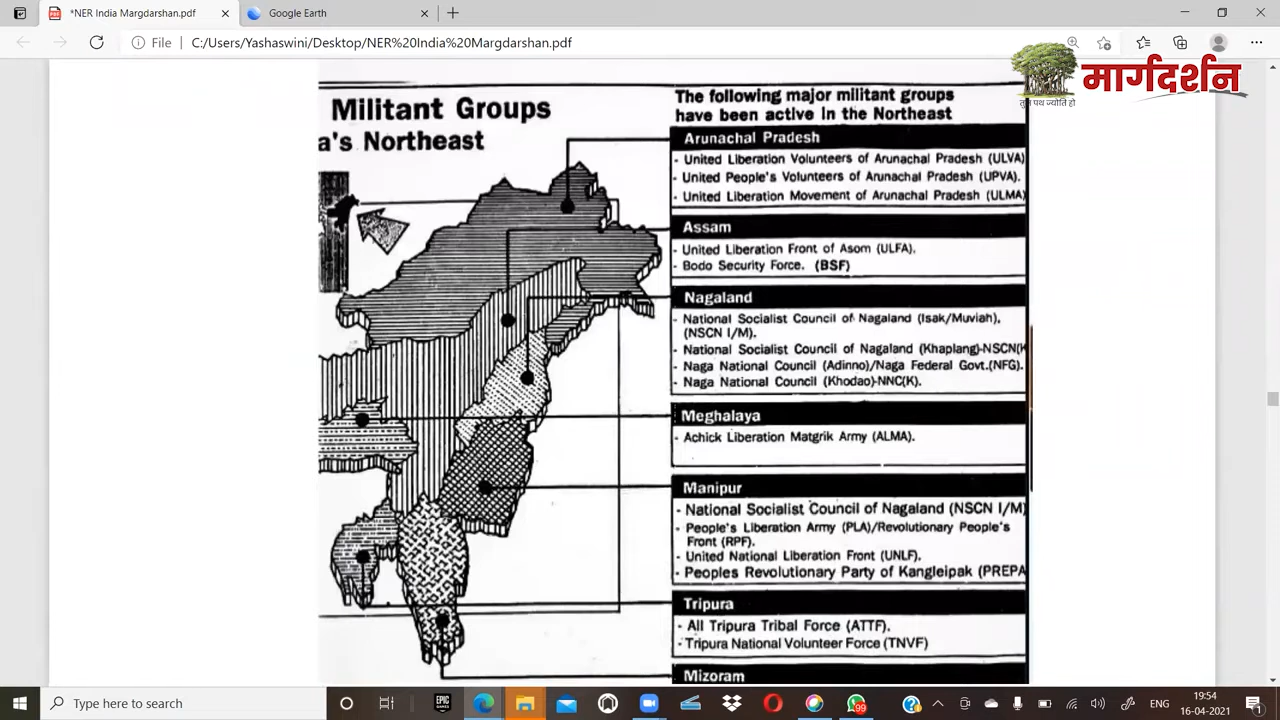 *NER India Margdarshan.pdf
Google Earth
File
C:/Users/Yashaswini/Desktop/NER%20India%20Margdarshan.pdf
मार्गदर्शन
Militant Groups
a's Northeast
The following major militant groups
have been active in the Northeast
Arunachal Pradesh
- United Liberation Volunteers of Arunachal Pradesh (ULVA)
- United People's Volunteers of Arunachal Pradesh (UPVA).
- United Liberation Movement of Arunachal Pradesh (ULMA)
Assam
- United Liberation Front of Asom (ULFA).
- Bodo Security Force. (BSF)
Nagaland
- National Socialist Council of Nagaland (Isak/Muviah),
(NSCN I/M).
- National Socialist Council of Nagaland (Khaplang)-NSCN(K
- Naga National Council (Adinno)/Naga Federal Govt.(NFG).
- Naga National Council (Khodao)-NNC(K).
Meghalaya
- Achick Liberation Matgrik Army (ALMA).
Manipur
- National Socialist Council of Nagaland (NSCN I/M)
- People's Liberation Army (PLA)/Revolutionary People's
Front (RPF).
- United National Liberation Front (UNLF).
- Peoples Revolutionary Party of Kangleipak (PREPA
Tripura
- All Tripura Tribal Force (ATTF).
- Tripura National Volunteer Force (TNVF)
Mizoram
Type here to search
EPIC
99
19:54
16-04-2021
1